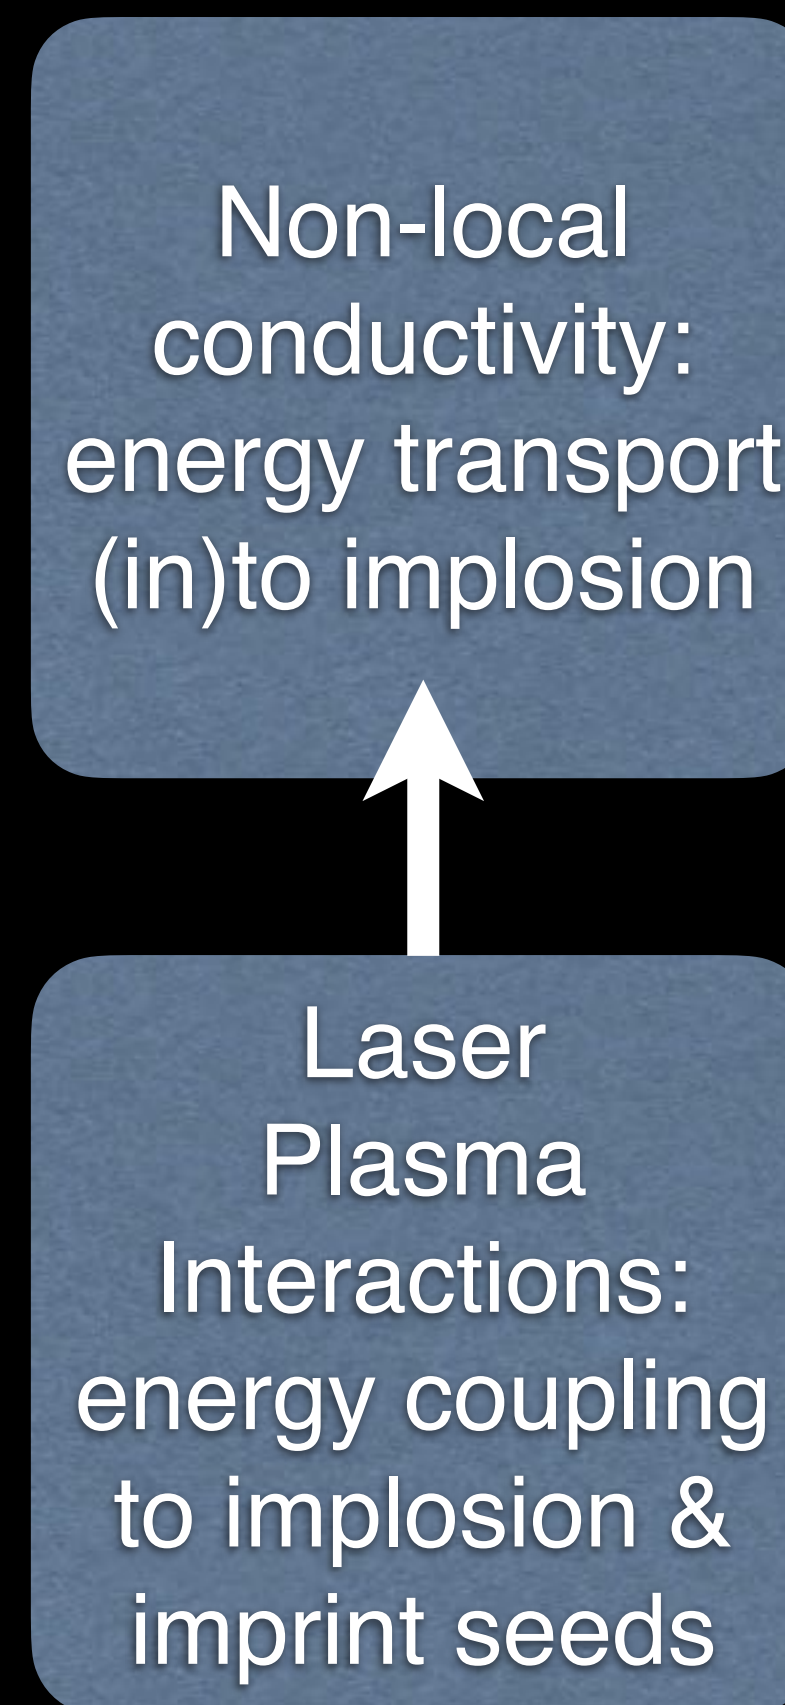 Non-local
conductivity:
energy transport
(in)to implosion
Laser
Plasma
Interactions:
energy coupling
to implosion &
imprint seeds